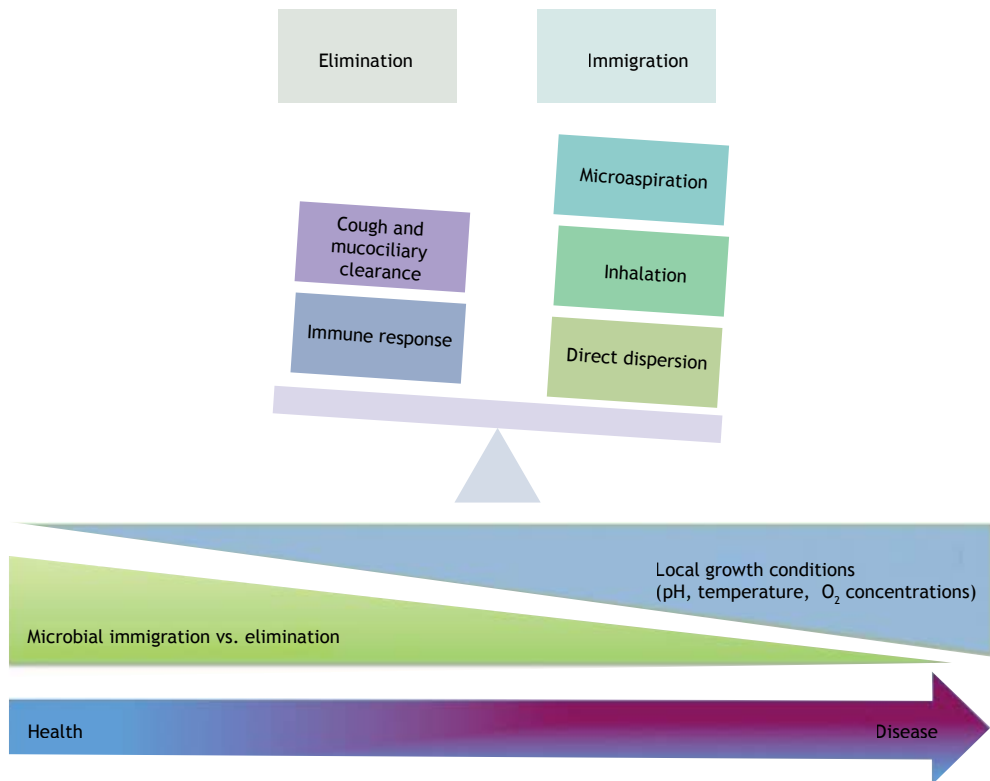 Elimination
Immigration
Microaspiration
Cough and
mucociliary
clearance
Inhalation
Immune response
Direct dispersion
Local growth conditions
(pH, temperature, O₂ concentrations)
Microbial immigration vs. elimination
Health
Disease